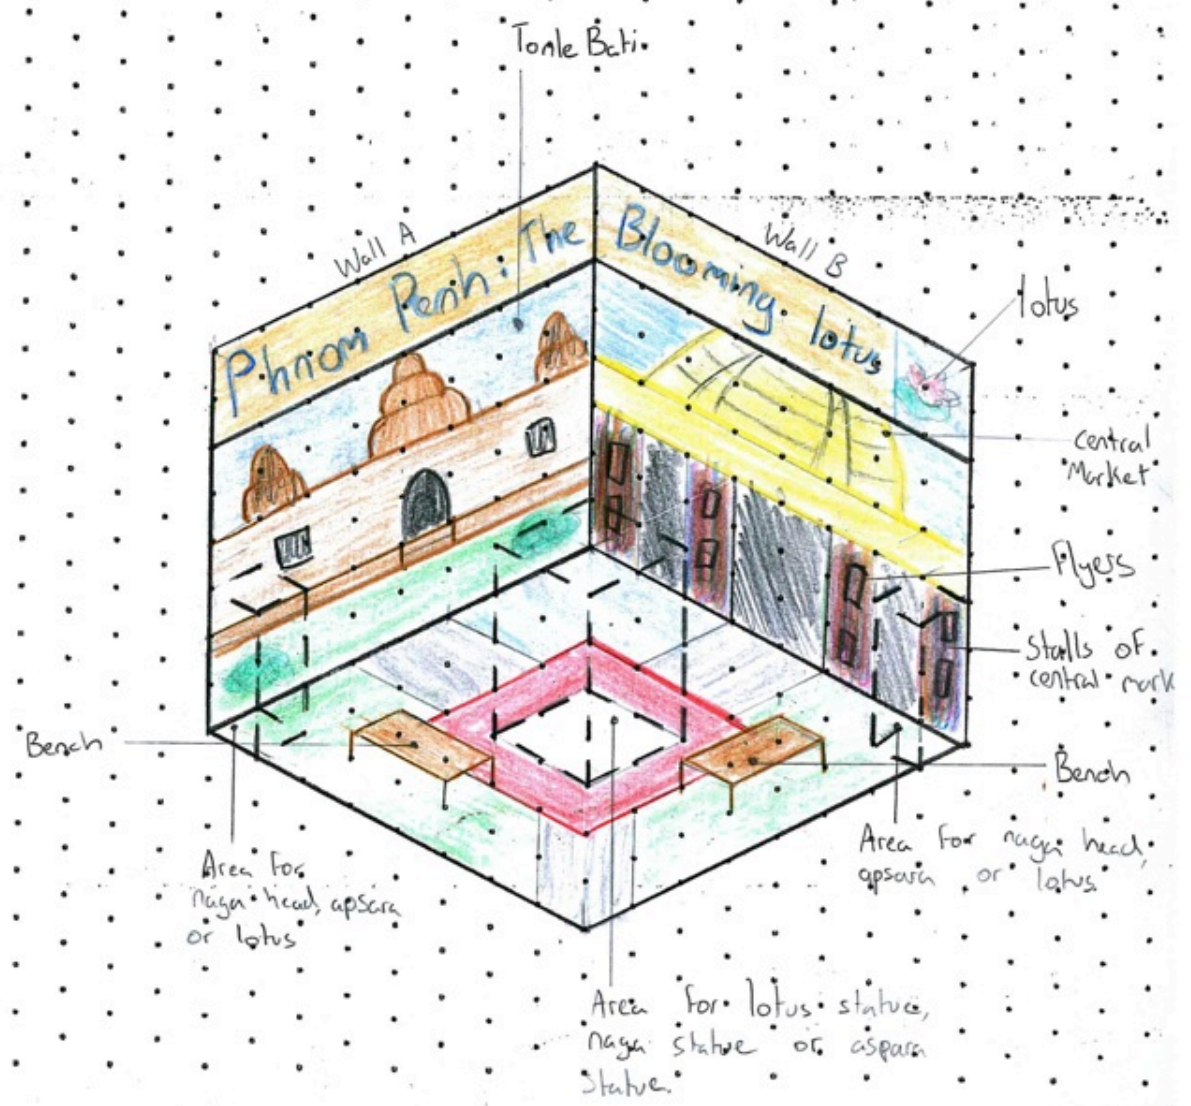 Tonle Bati
Wall A
Wall B
Phnom Penh: The
Blooming lotus
lotus
central
Market
Flyers
Stalls of
central mark
Bench
Bench
Area for
naga head, apsara
or lotus
Area for naga head,
apsara or lotus
Area for lotus statue,
naga statue or aspara
Statue.